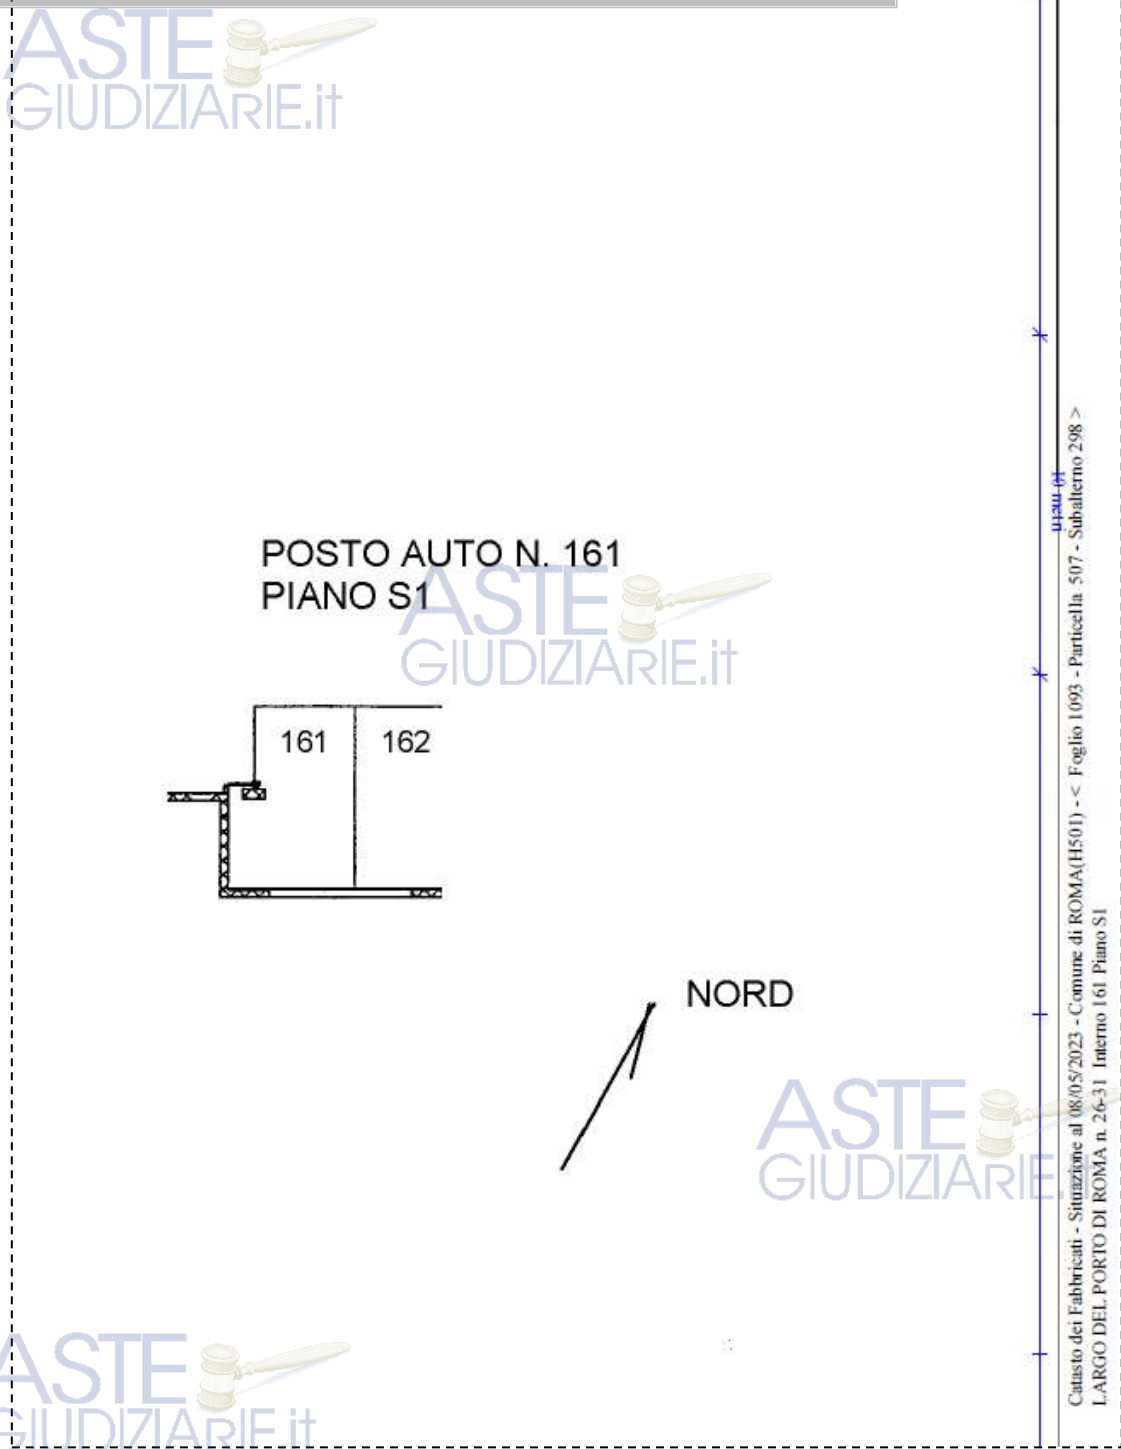 ASTE
GIUDIZIARIE.it
POSTO AUTO N. 161
PIANO S1
ASTE
GIUDIZIARIE.it
161
162
NORD
ASTE
GIUDIZIARIE.it
ASTE
GIUDIZIARIE.it
10 metri
Catasto dei Fabbricati - Situazione al 08/05/2023 - Comune di ROMA(H501) - < Foglio 1093 - Particella 507 - Subalterno 298 >
LARGO DEL PORTO DI ROMA n. 26-31 Interno 161 Piano S1